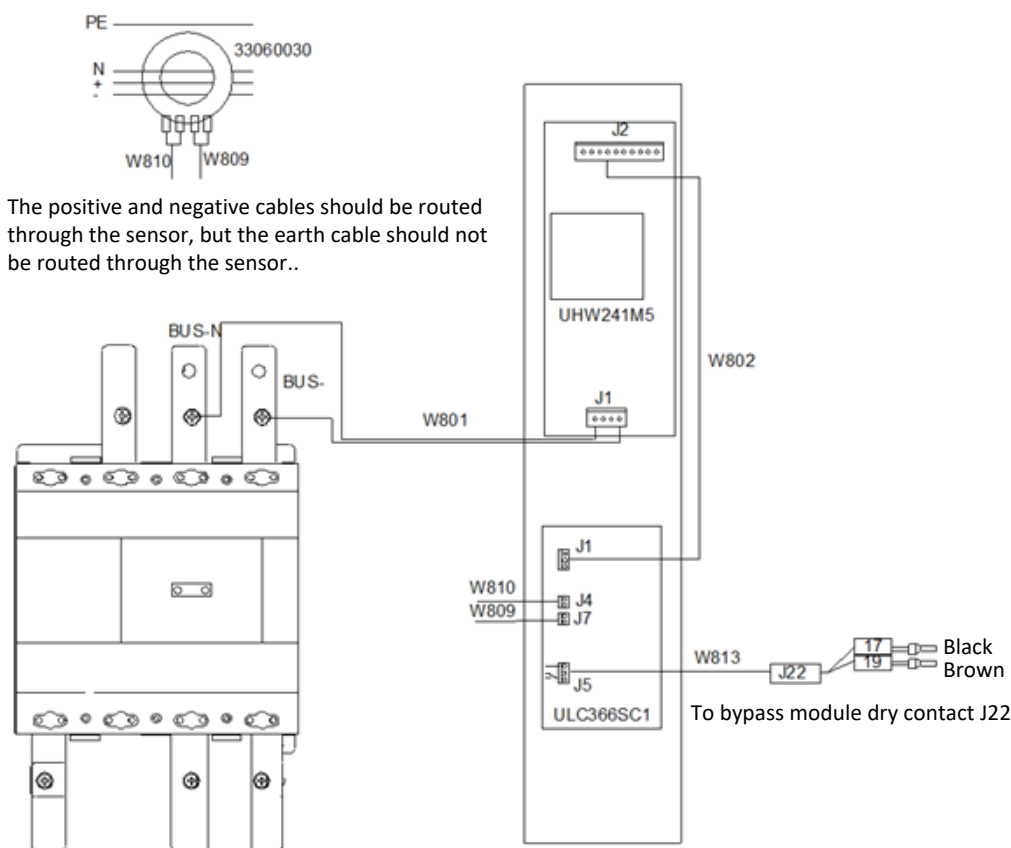 PE
33060030
N
+
-
W810
W809
The positive and negative cables should be routed
through the sensor, but the earth cable should not
be routed through the sensor..
J2
UHW241M5
W802
BUS-N
BUS-
W801
J1
J1
W810
J4
W809
J7
W813
J22
17
Black
19
Brown
J5
ULC366SC1
To bypass module dry contact J22